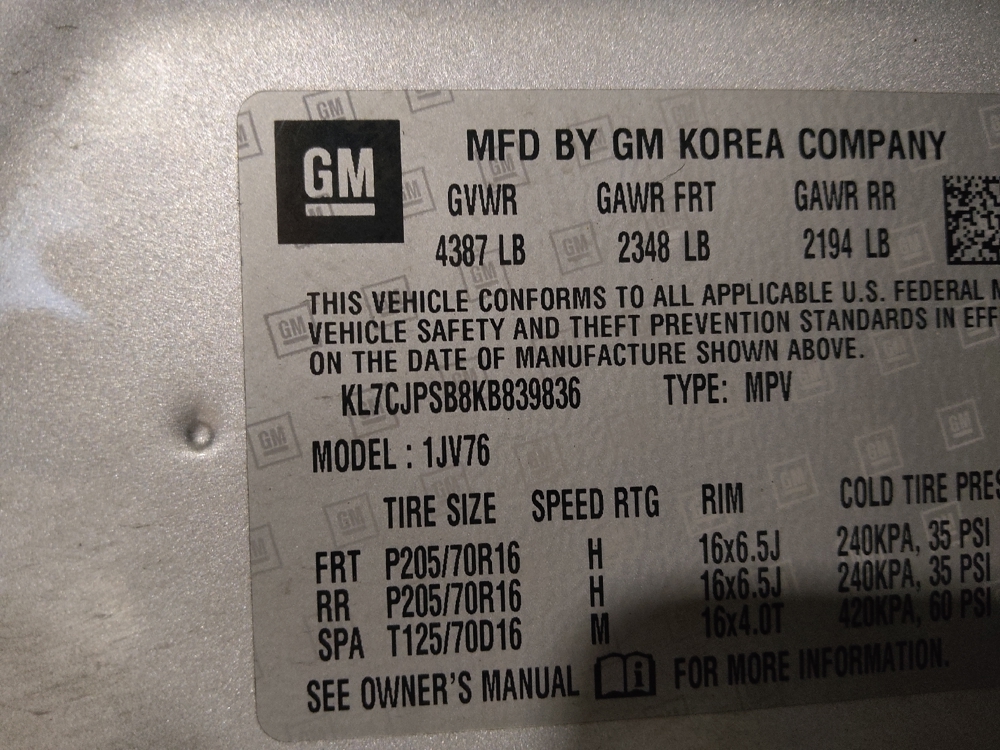 GM
MFD BY GM KOREA COMPANY
GVWR GAWR FRT GAWR RR
4387 LB 2348 LB 2194 LB
THIS VEHICLE CONFORMS TO ALL APPLICABLE U.S. FEDERAL
VEHICLE SAFETY AND THEFT PREVENTION STANDARDS IN EFF
ON THE DATE OF MANUFACTURE SHOWN ABOVE.
KL7CJPSB8KB839836 TYPE: MPV
MODEL : 1JV76
TIRE SIZE SPEED RTG RIM COLD TIRE PRES
FRT P205/70R16 H 16x6.5J 240KPA, 35 PSI
RR P205/70R16 H 16x6.5J 240KPA, 35 PSI
SPA T125/70D16 M 16x4.0T 420KPA, 60 PSI
SEE OWNER'S MANUAL FOR MORE INFORMATION.